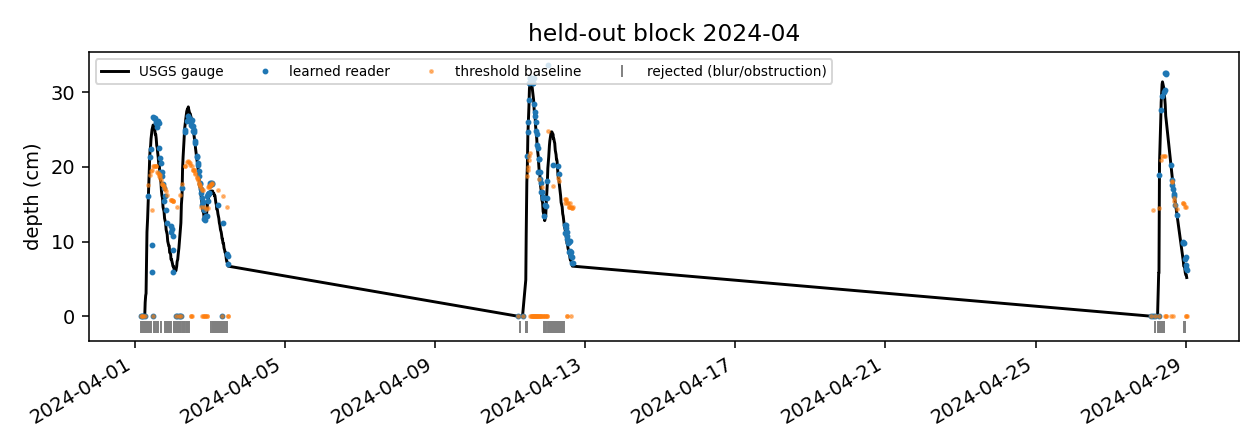 held-out block 2024-04
USGS gauge learned reader threshold baseline rejected (blur/obstruction)
depth (cm)
30
20
10
0
2024-04-01 2024-04-05 2024-04-09 2024-04-13 2024-04-17 2024-04-21 2024-04-25 2024-04-29